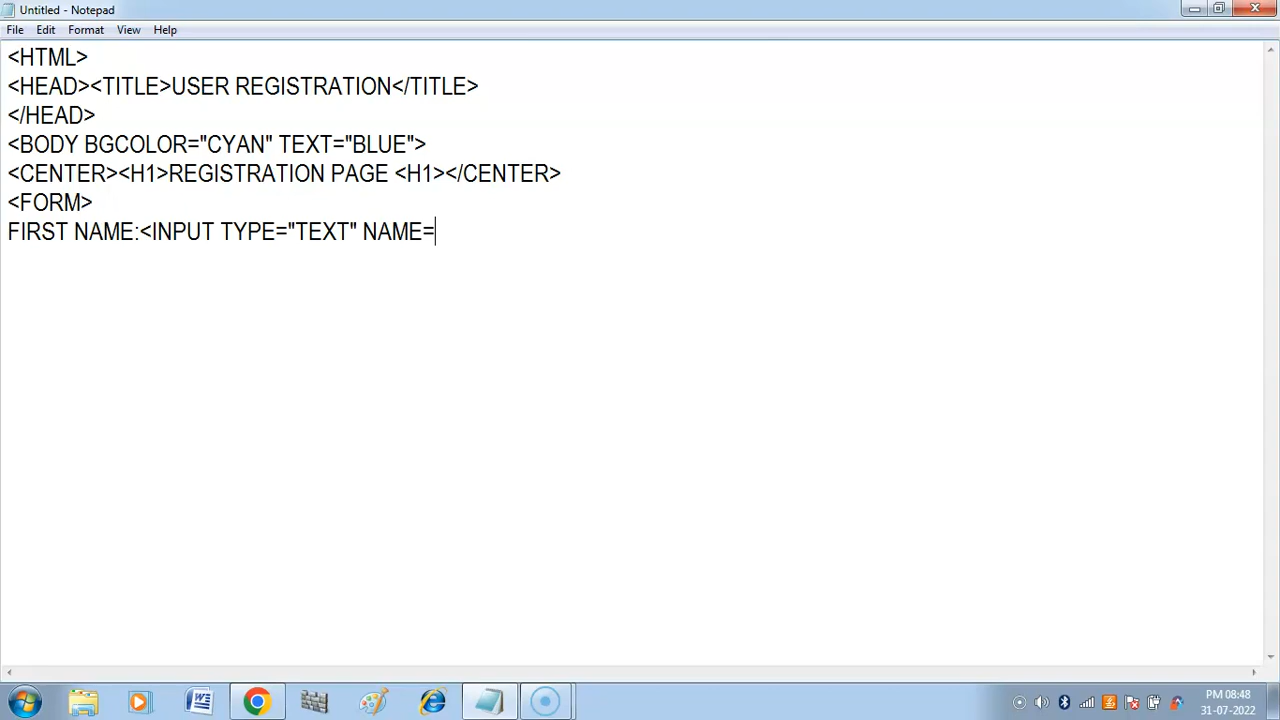 Untitled - Notepad
File Edit Format View Help
<HTML>
<HEAD><TITLE>USER REGISTRATION</TITLE>
</HEAD>
<BODY BGCOLOR="CYAN" TEXT="BLUE">
<CENTER><H1>REGISTRATION PAGE <H1></CENTER>
<FORM>
FIRST NAME:<INPUT TYPE="TEXT" NAME=
PM 08:48
31-07-2022